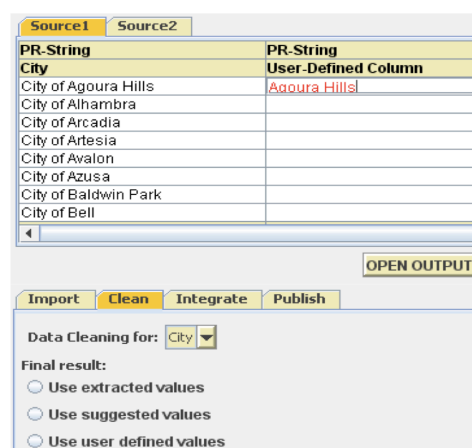 Source1 Source2
PR-String PR-String
City User-Defined Column
City of Agoura Hills Agoura Hills
City of Alhambra
City of Arcadia
City of Artesia
City of Avalon
City of Azusa
City of Baldwin Park
City of Bell
OPEN OUTPUT
Import Clean Integrate Publish
Data Cleaning for: City
Final result:
Use extracted values
Use suggested values
Use user defined values